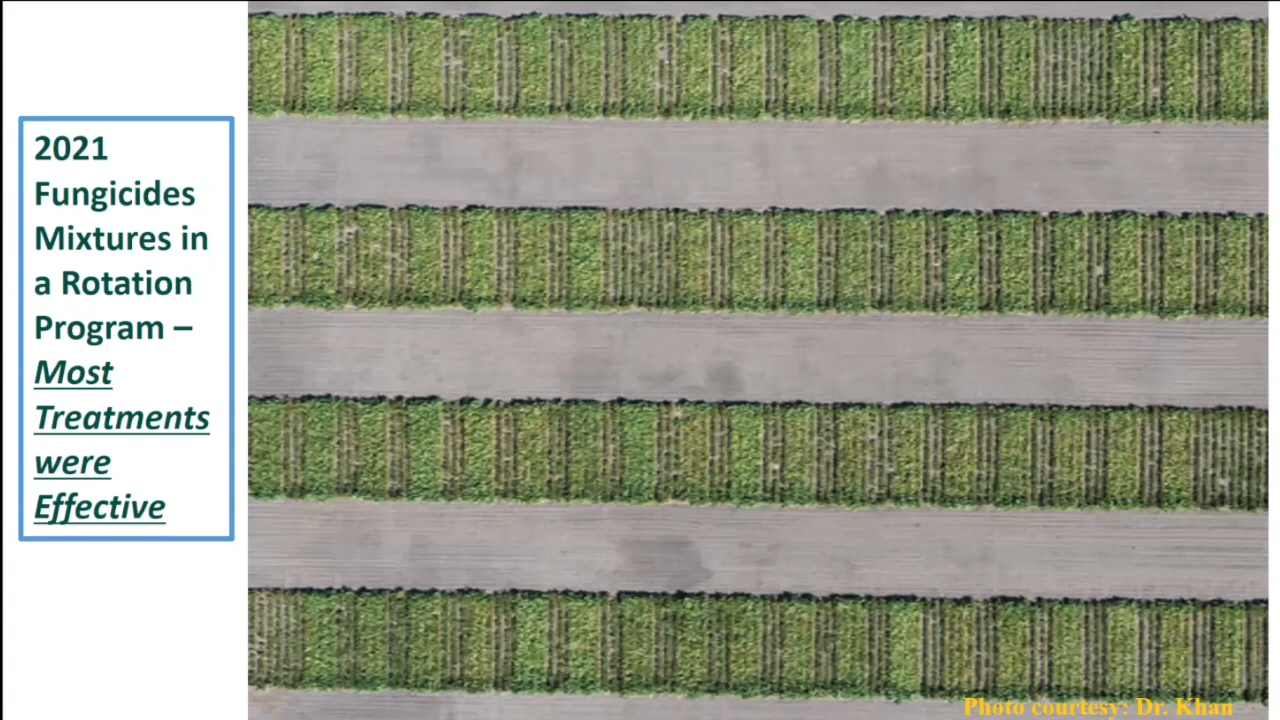 2021
Fungicides
Mixtures in
a Rotation
Program –
Most
Treatments
were
Effective
Photo courtesy: Dr. Khan